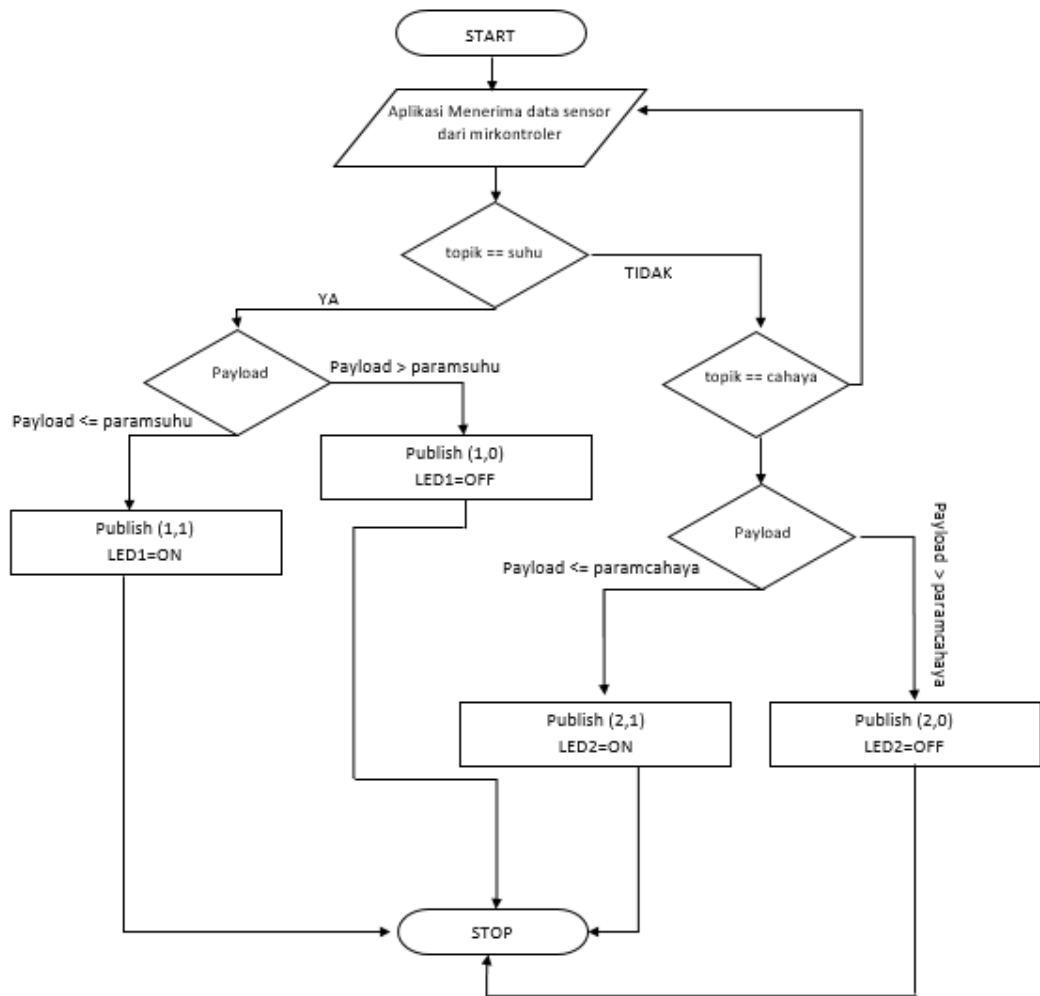 START
Aplikasi Menerima data sensor
dari mirkontroler
topik == suhu
TIDAK
YA
Payload
Payload > paramsuhu
topik == cahaya
Payload <= paramsuhu
Publish (1,0)
LED1=OFF
Publish (1,1)
LED1=ON
Payload
Payload <= paramcahaya
Payload > paramcahaya
Publish (2,1)
LED2=ON
Publish (2,0)
LED2=OFF
STOP